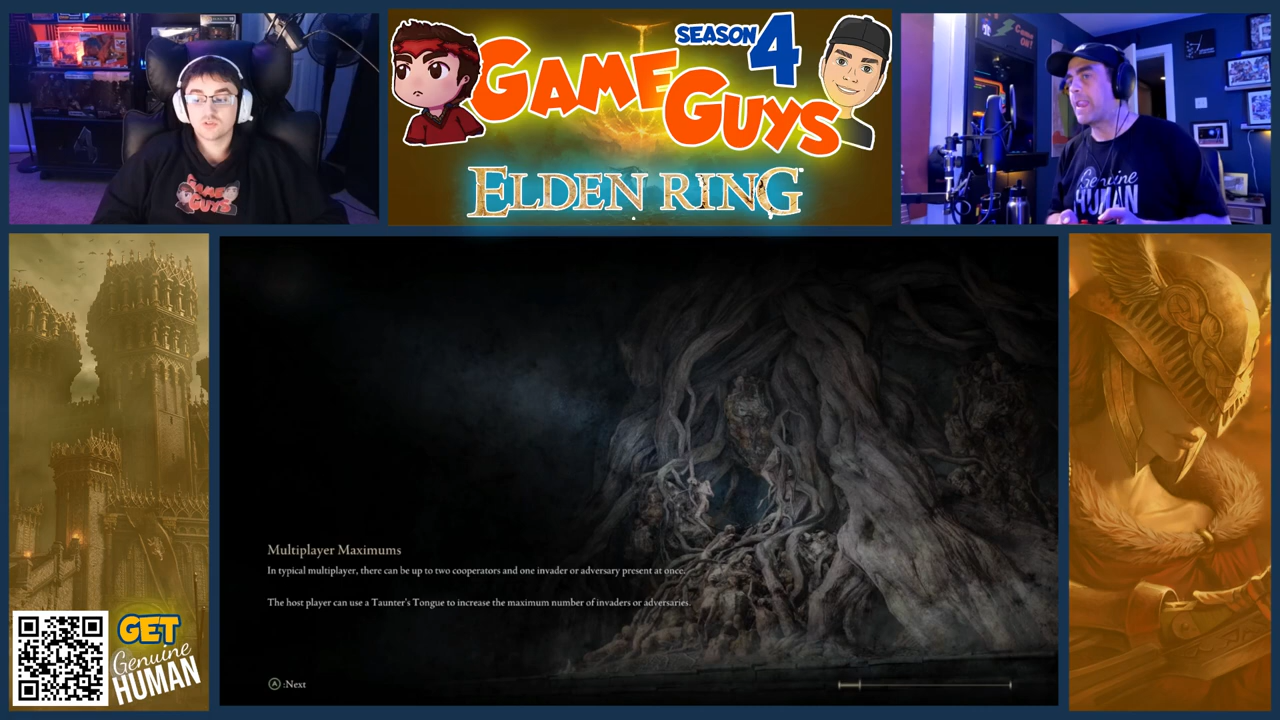 SEASON 4
GAME
GUYS
ELDEN RING
GAME
GUYS
Genuine
HUMAN
Multiplayer Maximums
In typical multiplayer, there can be up to two cooperators and one invader or adversary present at once.
The host player can use a Taunter's Tongue to increase the maximum number of invaders or adversaries.
A :Next
GET
Genuine
HUMAN